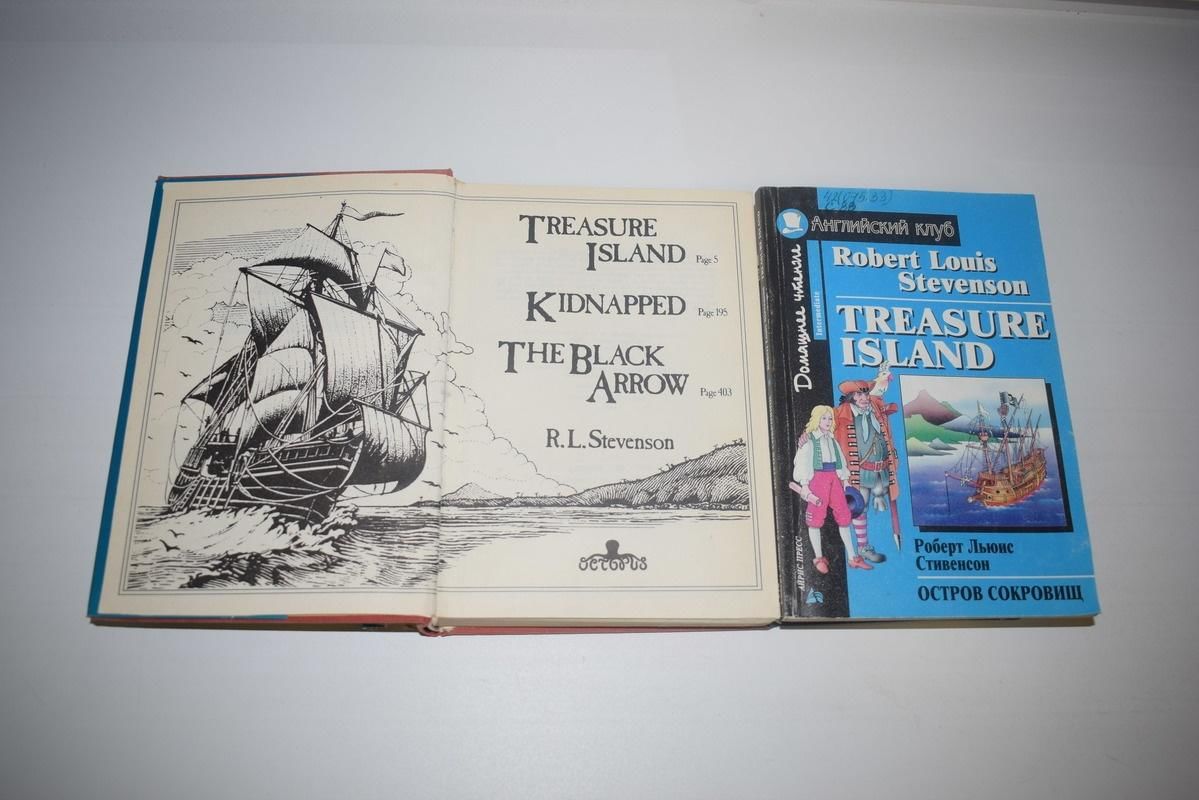 TREASURE
ISLAND Page 5
KIDNAPPED Page 195
THE BLACK
ARROW Page 403
R.L. Stevenson
OCTOPUS
Английский клуб
Домашнее чтение
Intermediate
Robert Louis
Stevenson
TREASURE
ISLAND
Роберт Льюис
Стивенсон
ОСТРОВ СОКРОВИЩ
АЙРИС ПРЕСС